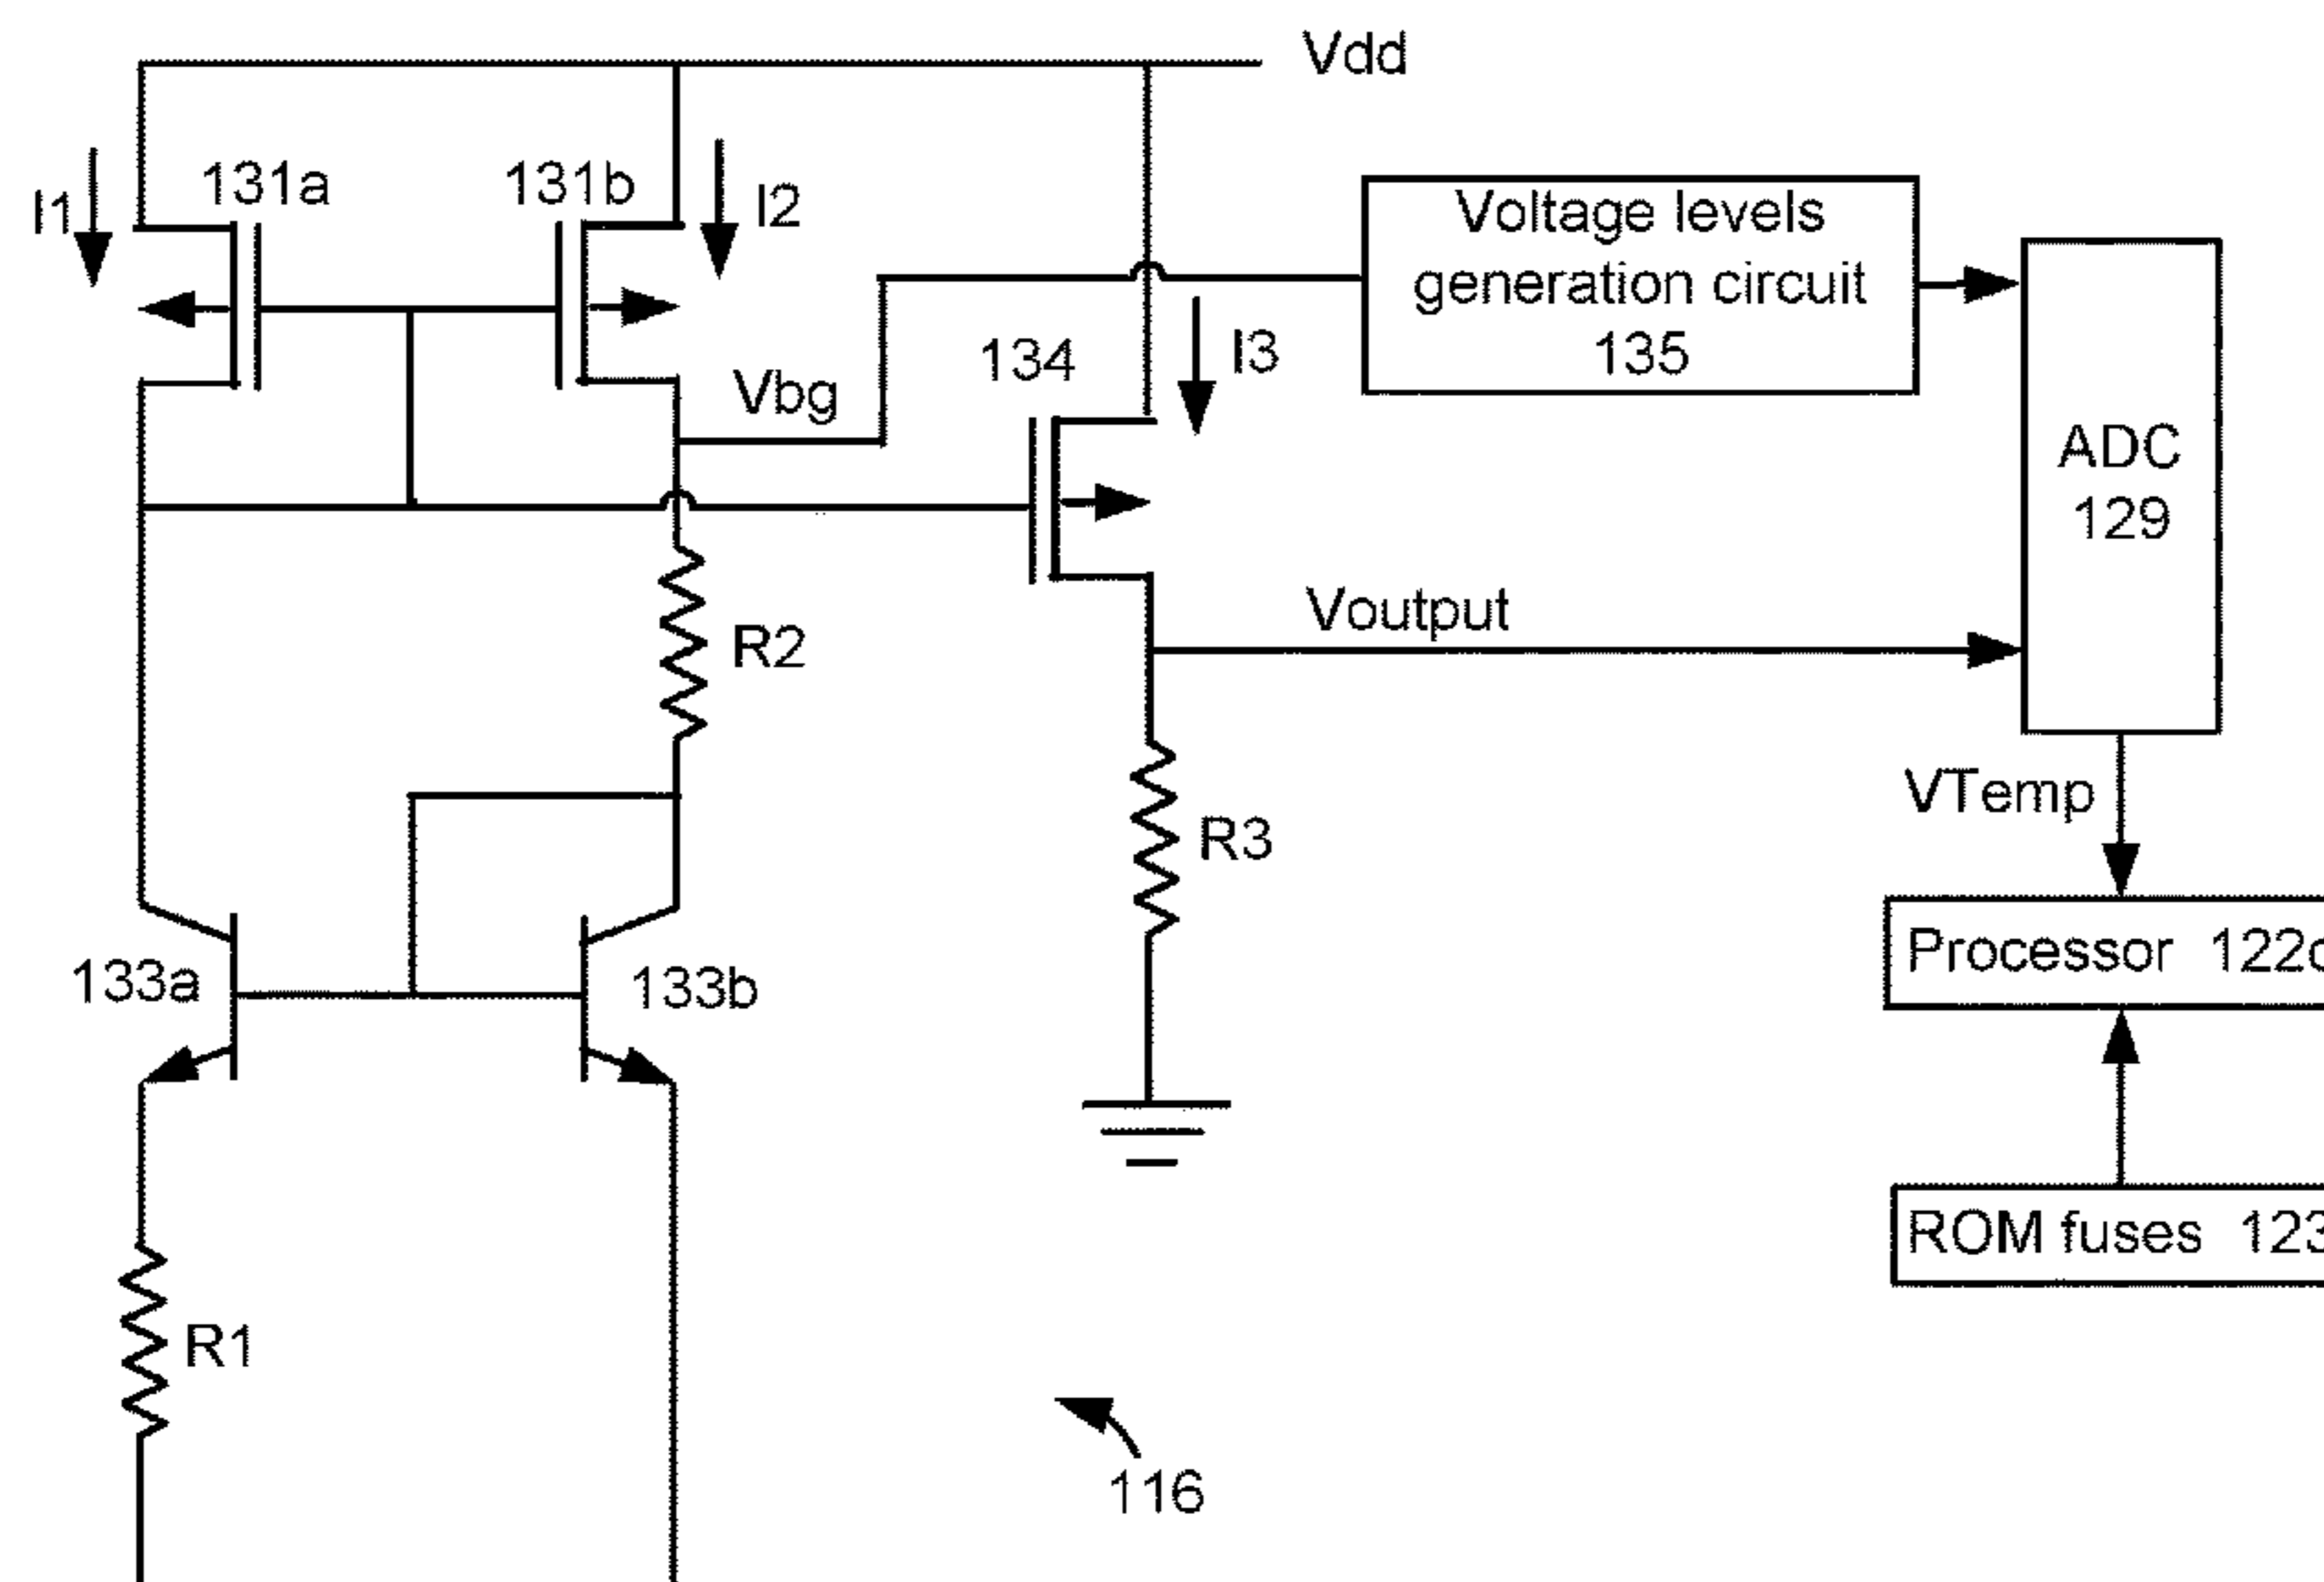 Vdd
I1
131a
131b
I2
Voltage levels
generation circuit
135
134
I3
Vbg
ADC
129
Voutput
R2
VTemp
R3
Processor
133a
133b
ROM fuses
R1
116